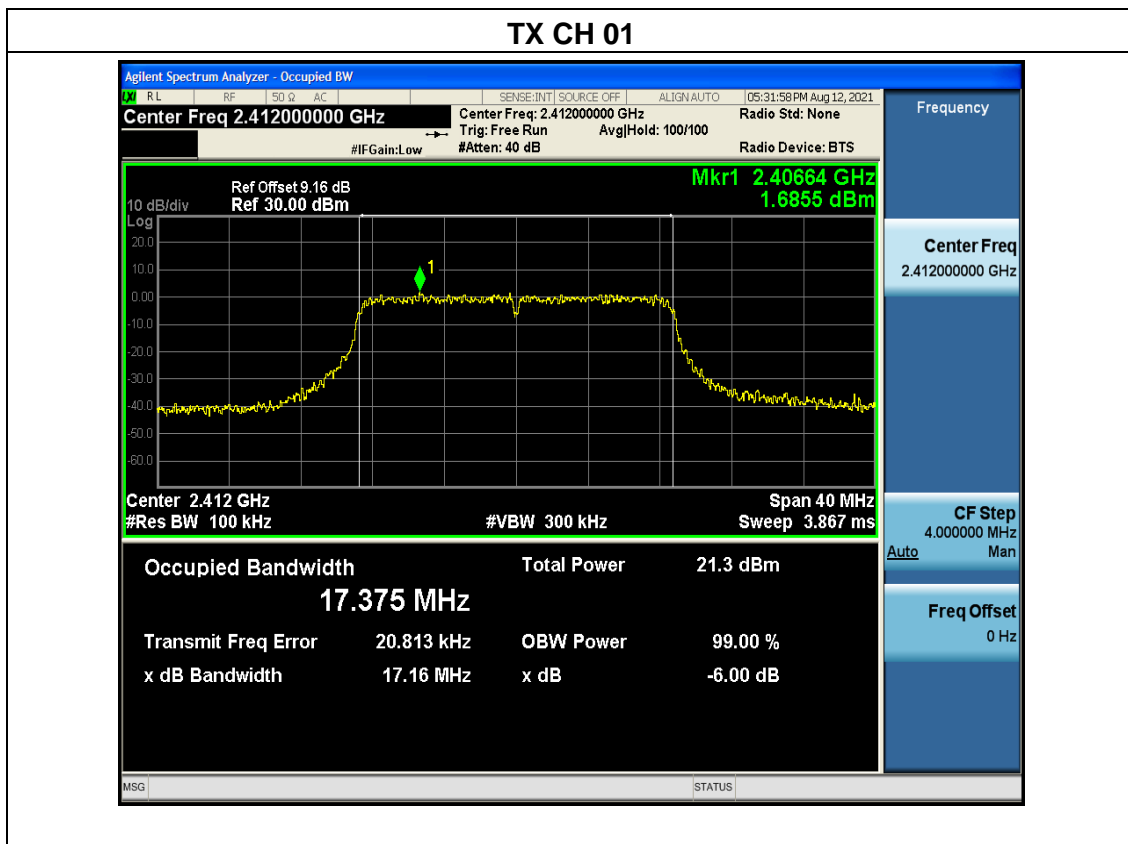 TX CH 01
Agilent Spectrum Analyzer - Occupied BW
LXI RL RF 50 Ω AC SENSE:INT SOURCE OFF ALIGN AUTO 05:31:58 PM Aug 12, 2021
Center Freq 2.412000000 GHz
Center Freq: 2.412000000 GHz
Radio Std: None
Trig: Free Run Avg|Hold: 100/100
#IFGain:Low #Atten: 40 dB Radio Device: BTS
Frequency
Mkr1 2.40664 GHz
1.6855 dBm
Ref Offset 9.16 dB
10 dB/div Ref 30.00 dBm
Log
20.0
10.0
0.00
-10.0
-20.0
-30.0
-40.0
-50.0
-60.0
1
Center 2.412 GHz Span 40 MHz
#Res BW 100 kHz #VBW 300 kHz Sweep 3.867 ms
Center Freq
2.412000000 GHz
CF Step
4.000000 MHz
Auto Man
Freq Offset
0 Hz
Occupied Bandwidth Total Power 21.3 dBm
17.375 MHz
Transmit Freq Error 20.813 kHz OBW Power 99.00 %
x dB Bandwidth 17.16 MHz x dB -6.00 dB
MSG STATUS